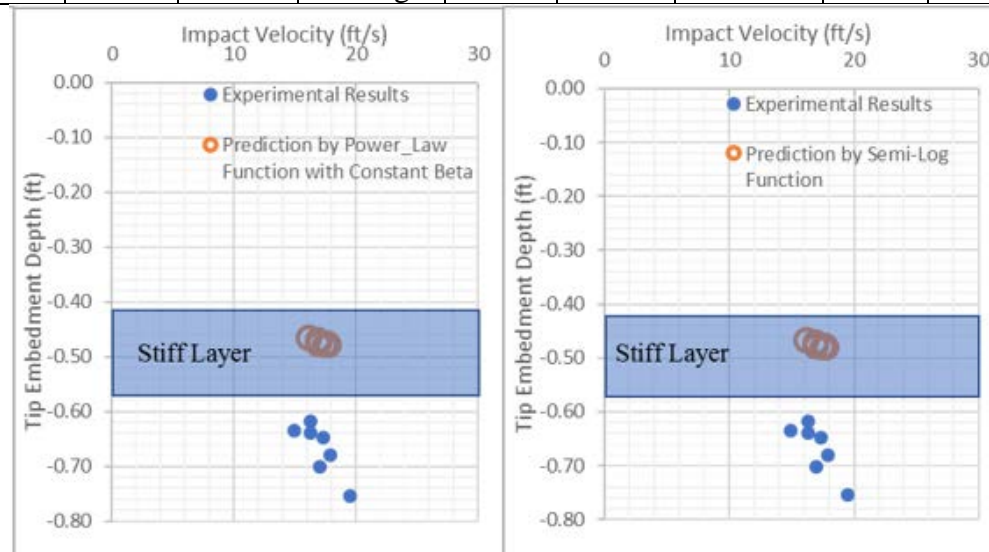 Impact Velocity (ft/s)
0 10 20 30
0.00
-0.10
-0.20
-0.30
-0.40
-0.50
-0.60
-0.70
-0.80
Tip Embedment Depth (ft)
Experimental Results
Prediction by Power_Law
Function with Constant Beta
Stiff Layer
Impact Velocity (ft/s)
0 10 20 30
0.00
-0.10
-0.20
-0.30
-0.40
-0.50
-0.60
-0.70
-0.80
Tip Embedment Depth (ft)
Experimental Results
Prediction by Semi-Log
Function
Stiff Layer